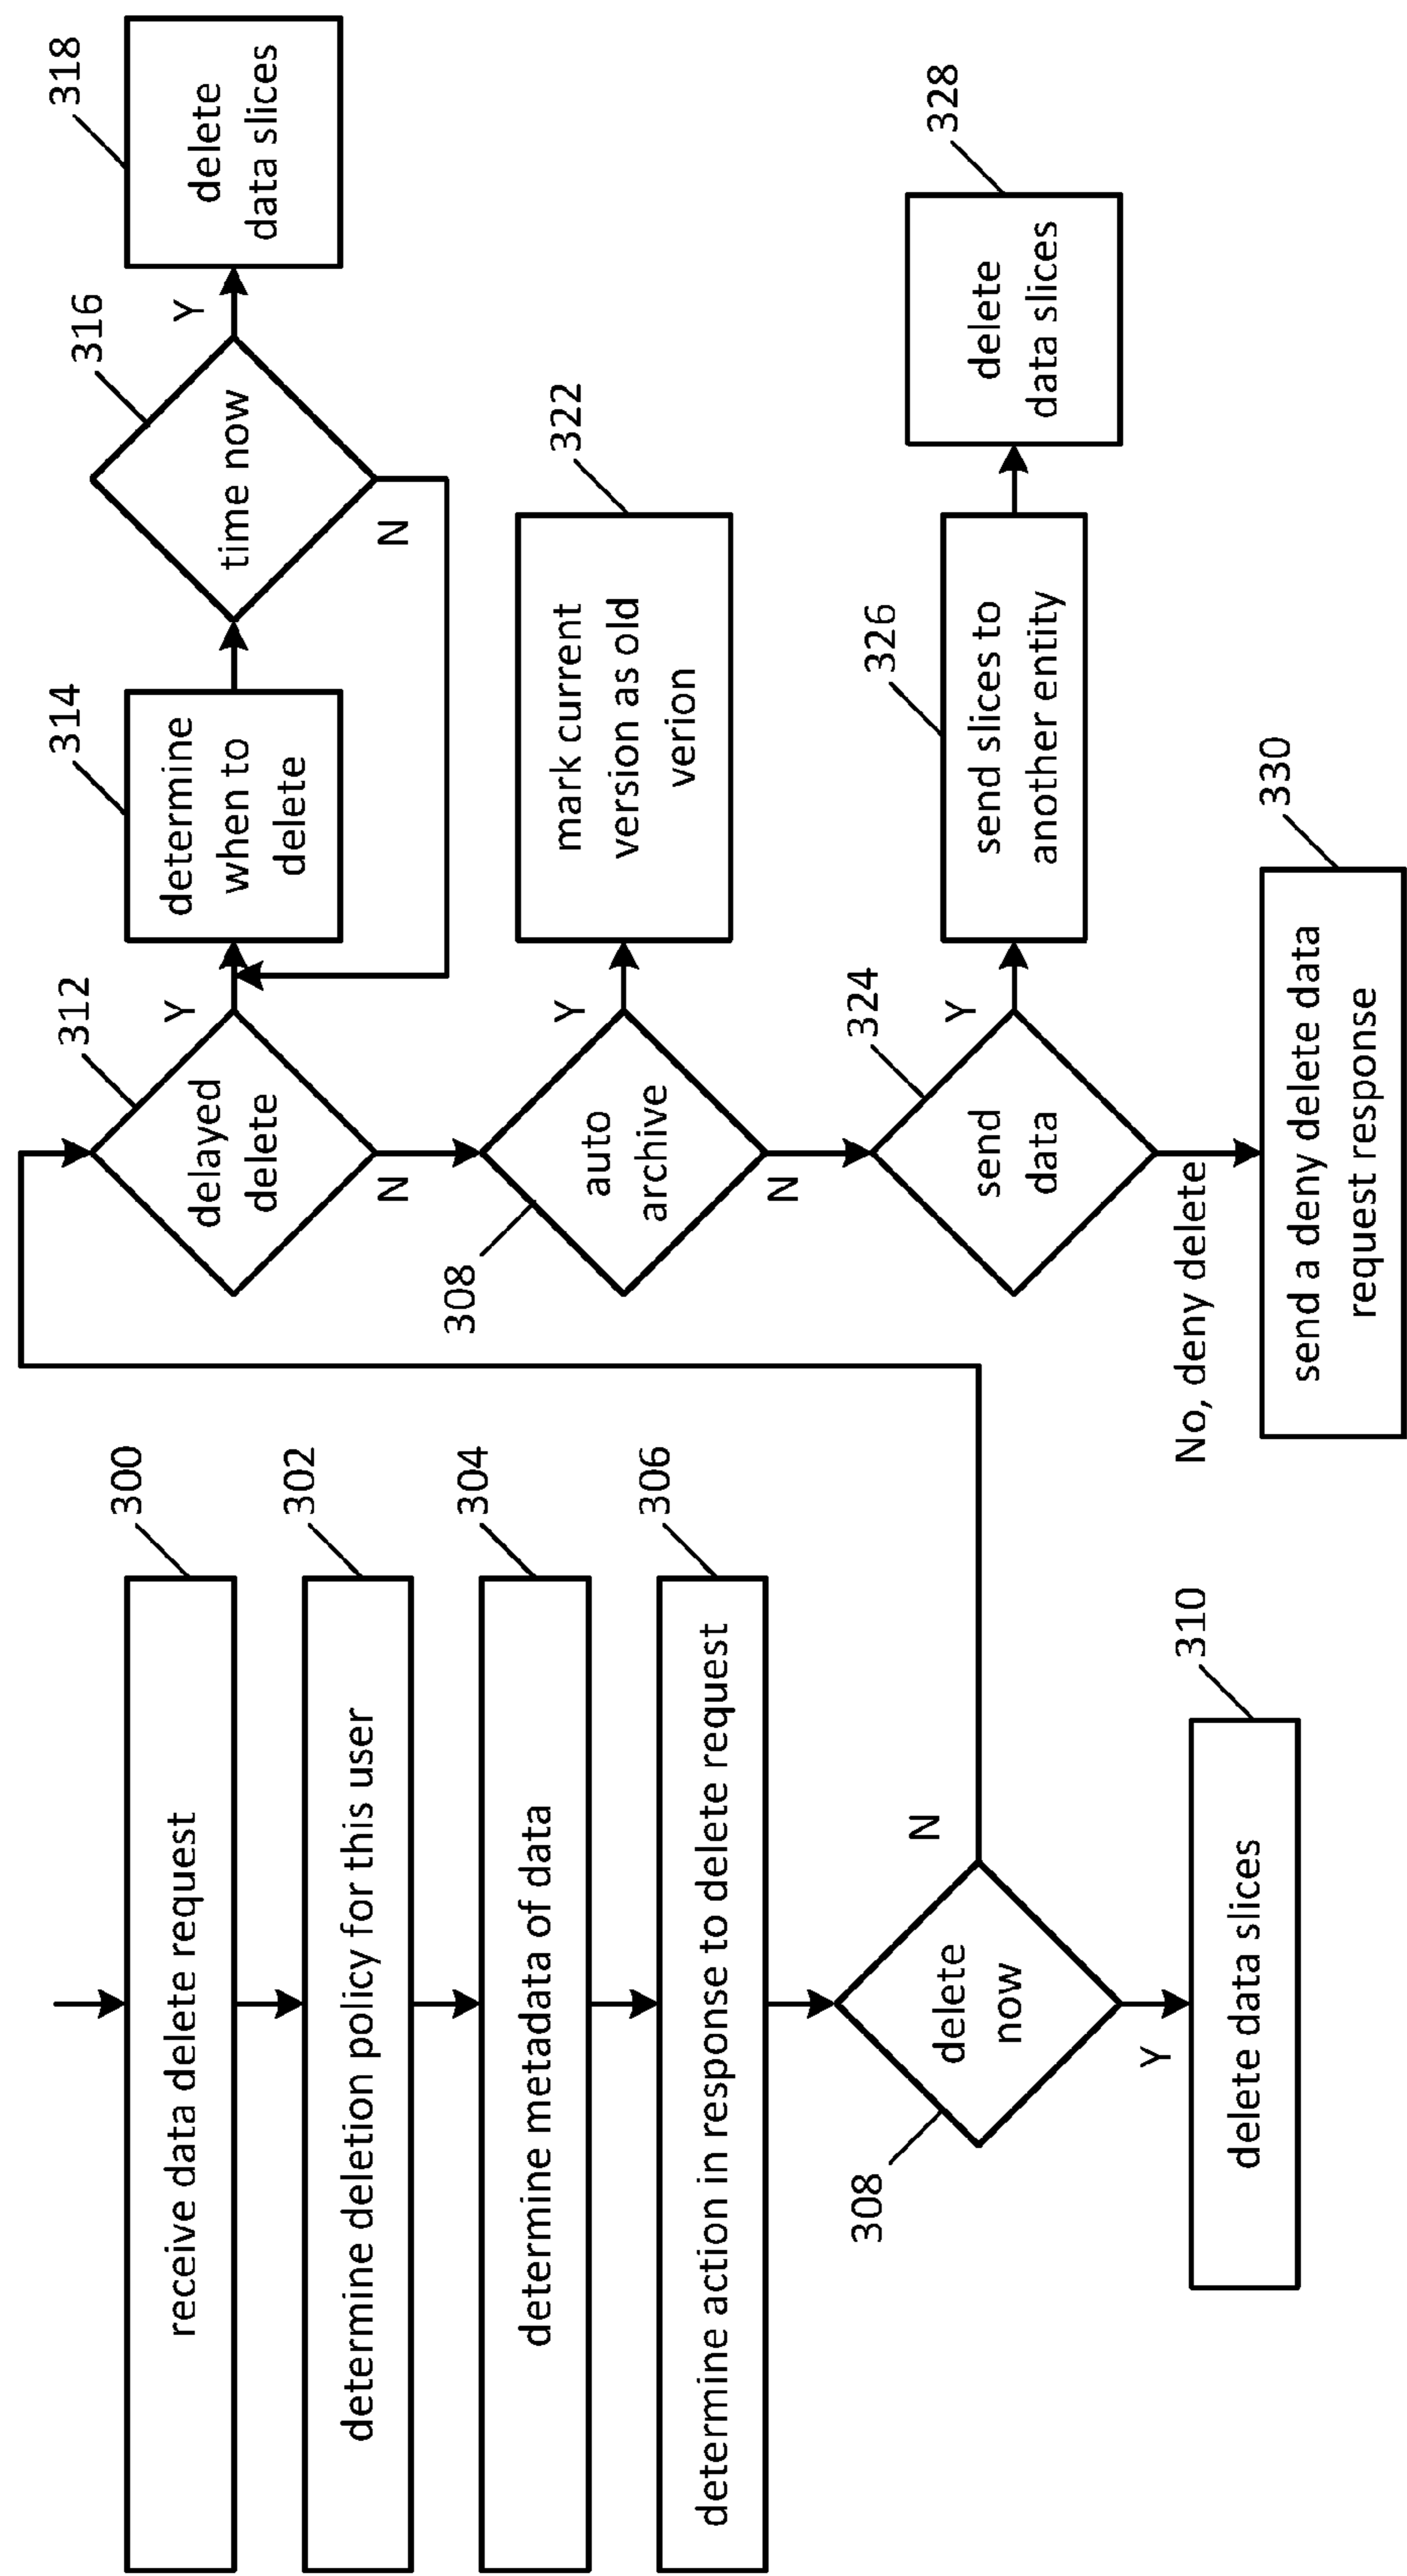 300
receive data delete request
302
determine deletion policy for this user
304
determine metadata of data
306
determine action in response to delete request
308
delete
now
N
Y
310
delete data slices
312
delayed
delete
Y
N
314
determine
when to
delete
316
time now
Y
N
318
delete
data slices
308
auto
archive
Y
N
322
mark current
version as old
verion
324
send
data
Y
No, deny delete
326
send slices to
another entity
328
delete
data slices
330
send a deny delete data
request response